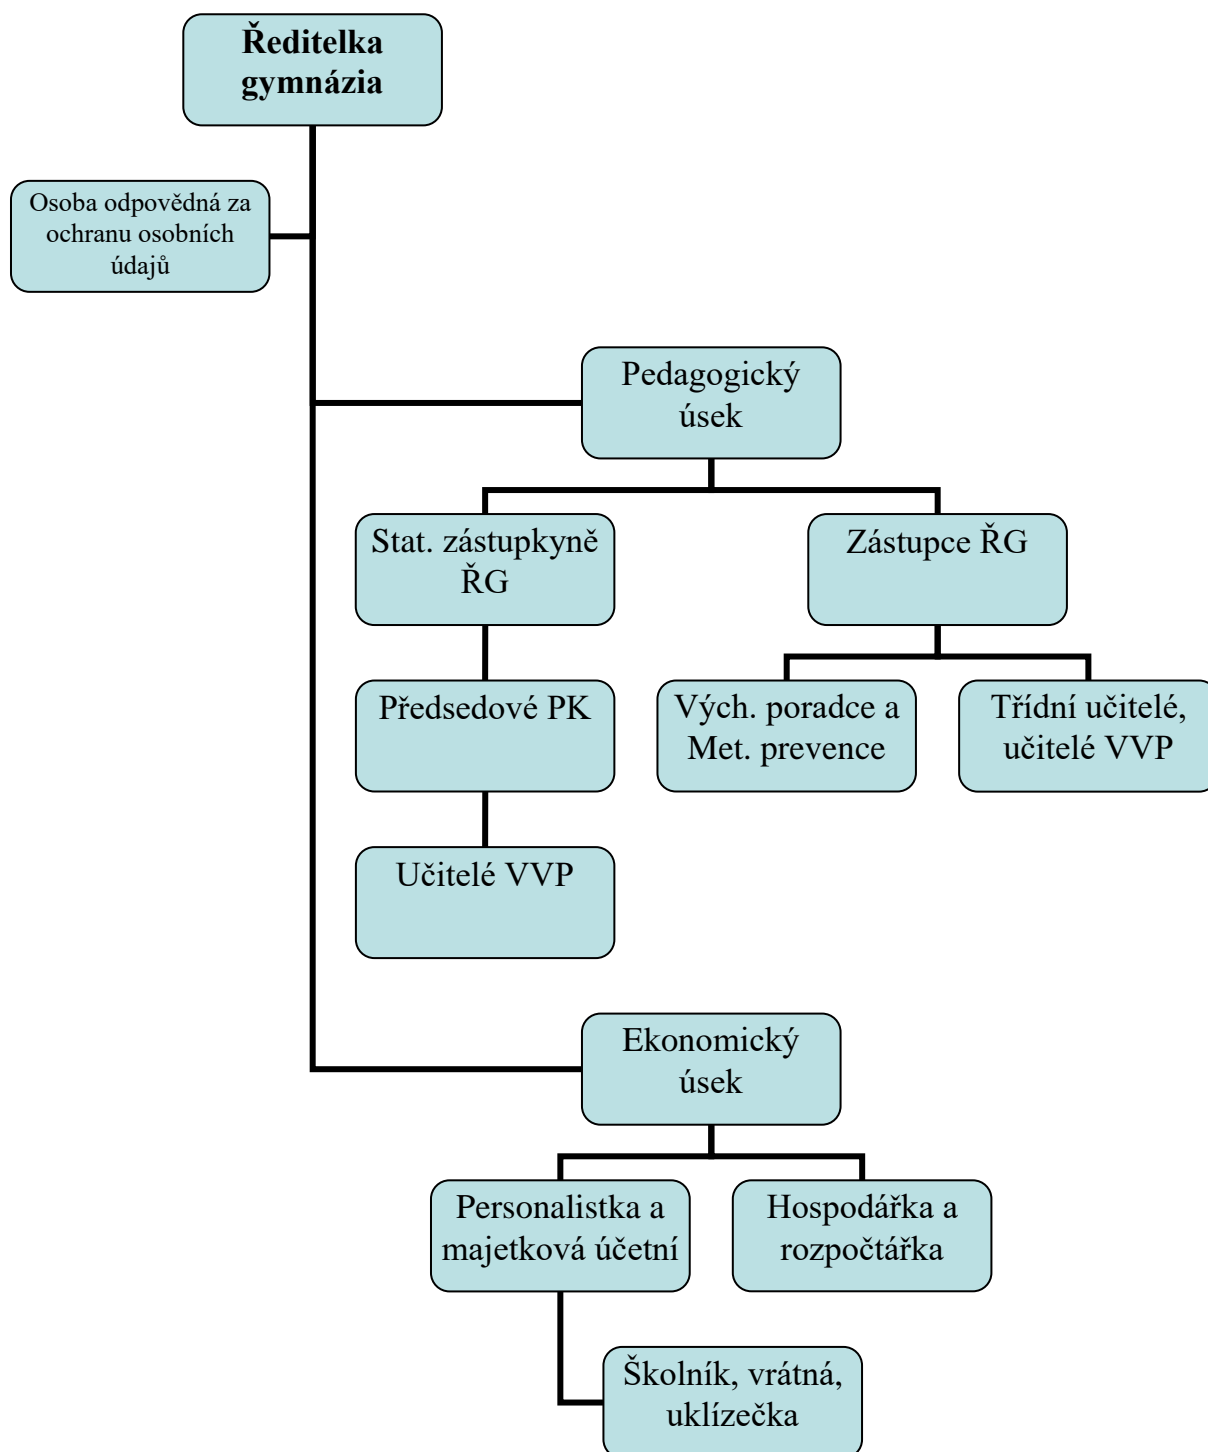 Ředitelka
gymnázia
Osoba odpovědná za
ochranu osobních
údajů
Pedagogický
úsek
Stat. zástupkyně
ŘG
Zástupce ŘG
Předsedové PK
Vých. poradce a
Met. prevence
Třídní učitelé,
učitelé VVP
Učitelé VVP
Ekonomický
úsek
Personalistka a
majetková účetní
Hospodářka a
rozpočtářka
Školník, vrátná,
uklízečka